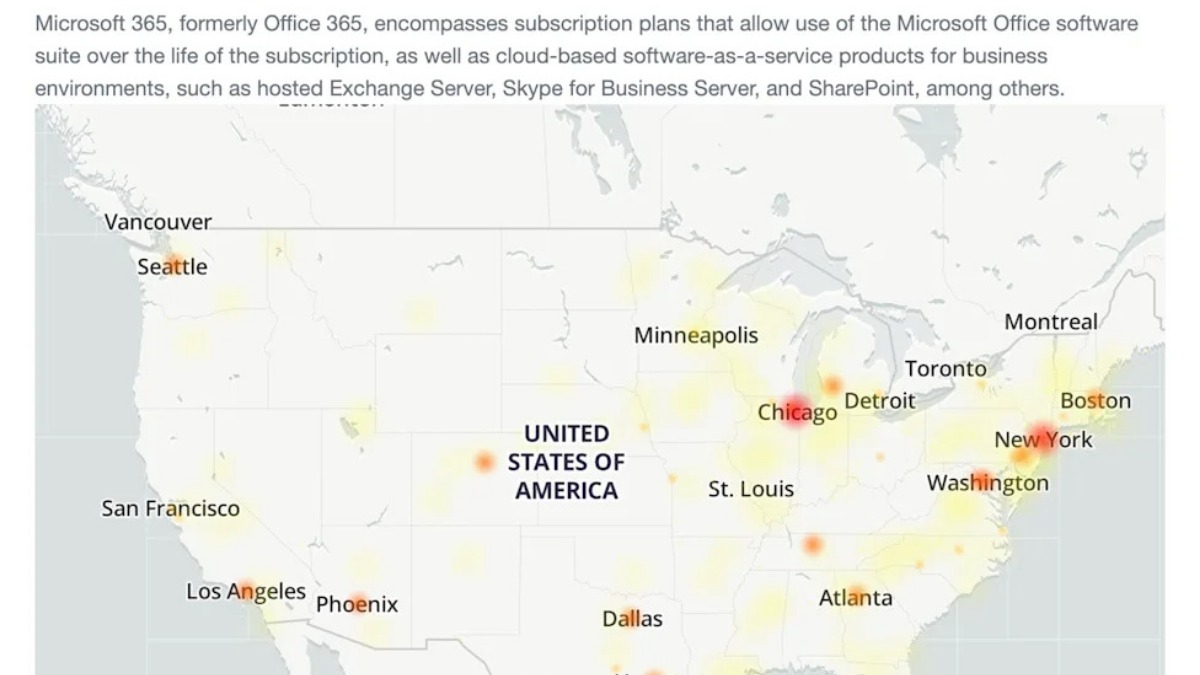 Microsoft 365, formerly Office 365, encompasses subscription plans that allow use of the Microsoft Office software
suite over the life of the subscription, as well as cloud-based software-as-a-service products for business
environments, such as hosted Exchange Server, Skype for Business Server, and SharePoint, among others.
Vancouver
Seattle
Minneapolis
Montreal
Toronto
Chicago
Detroit
Boston
UNITED
STATES OF
AMERICA
New York
Washington
St. Louis
San Francisco
Los Angeles
Phoenix
Atlanta
Dallas